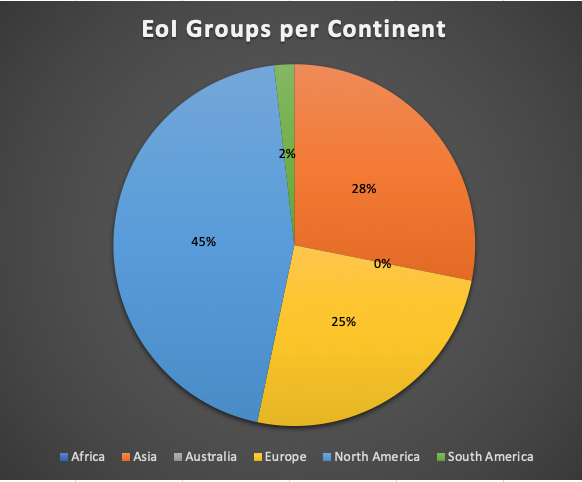 EoI Groups per Continent
2%
28%
45%
0%
25%
Africa Asia Australia Europe North America South America